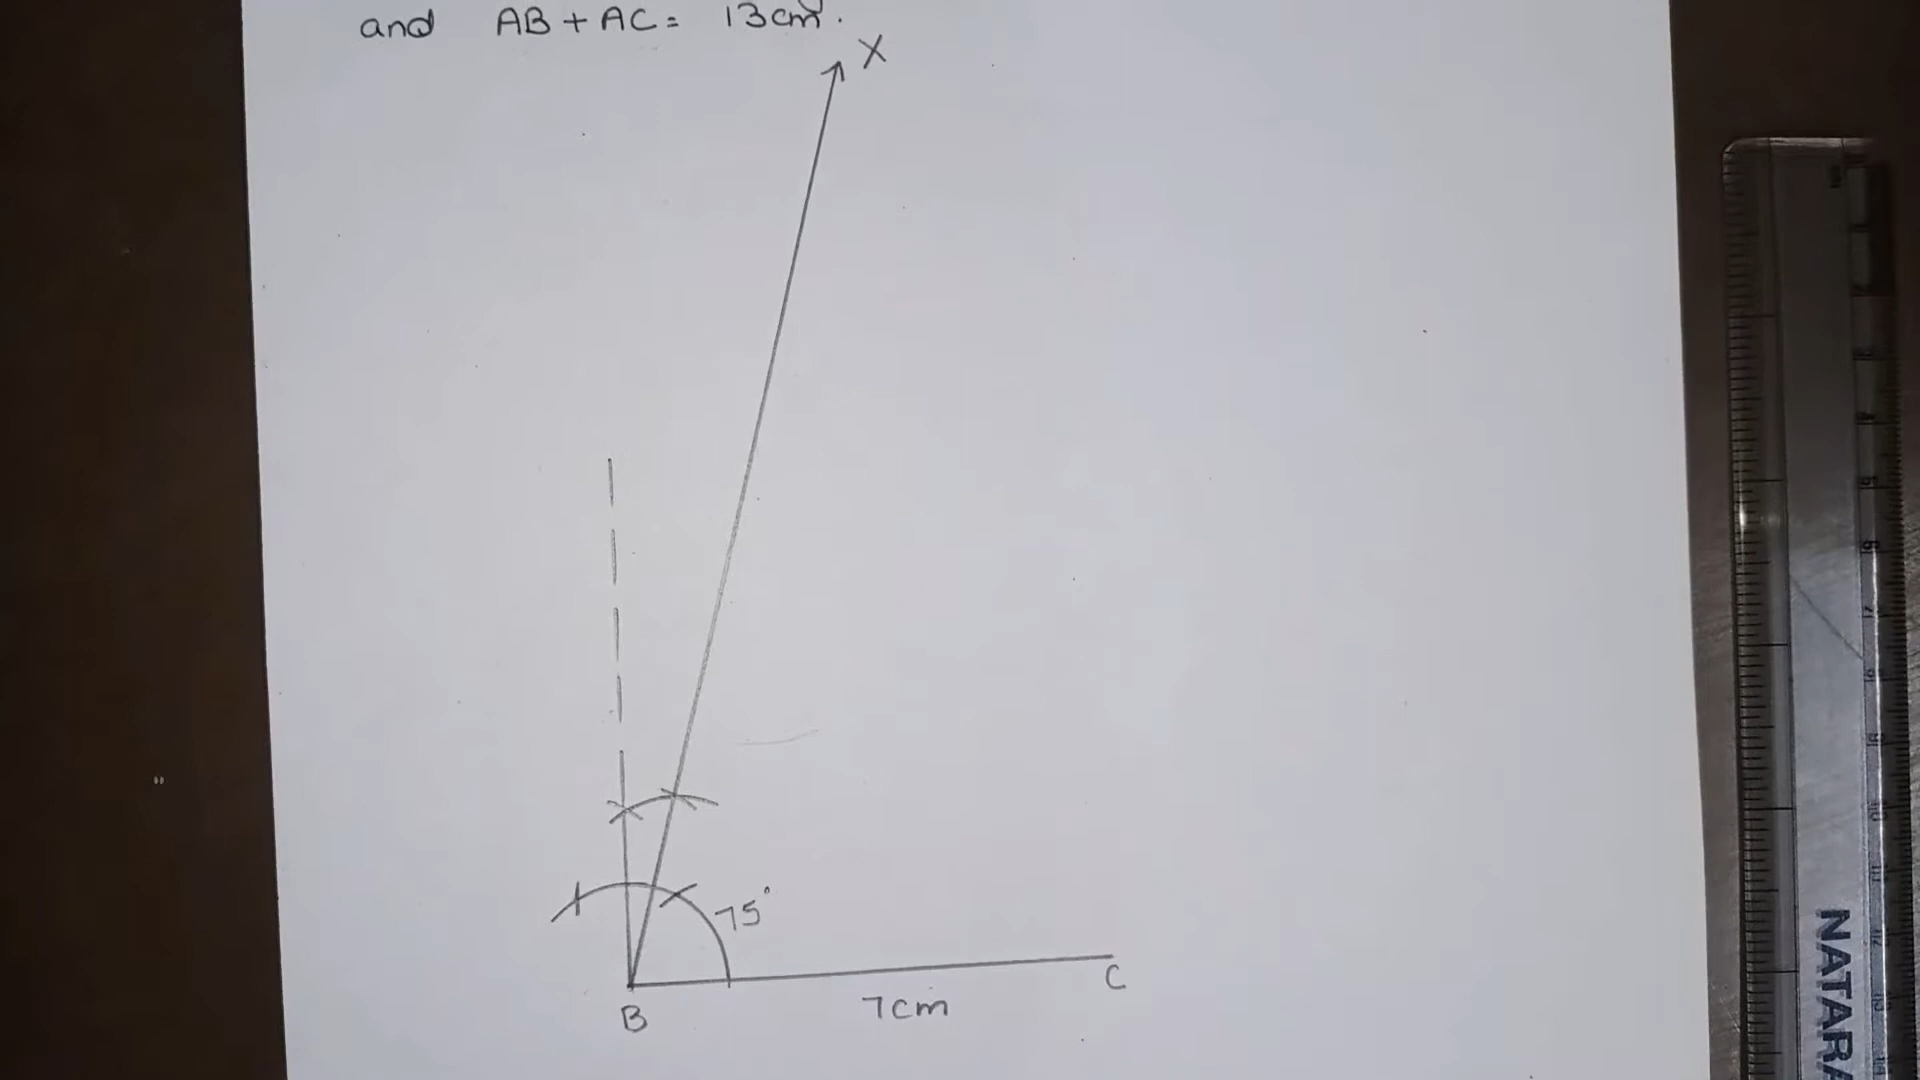 and AB + AC = 13cm.
X
75°
B
7cm
C
NATARA